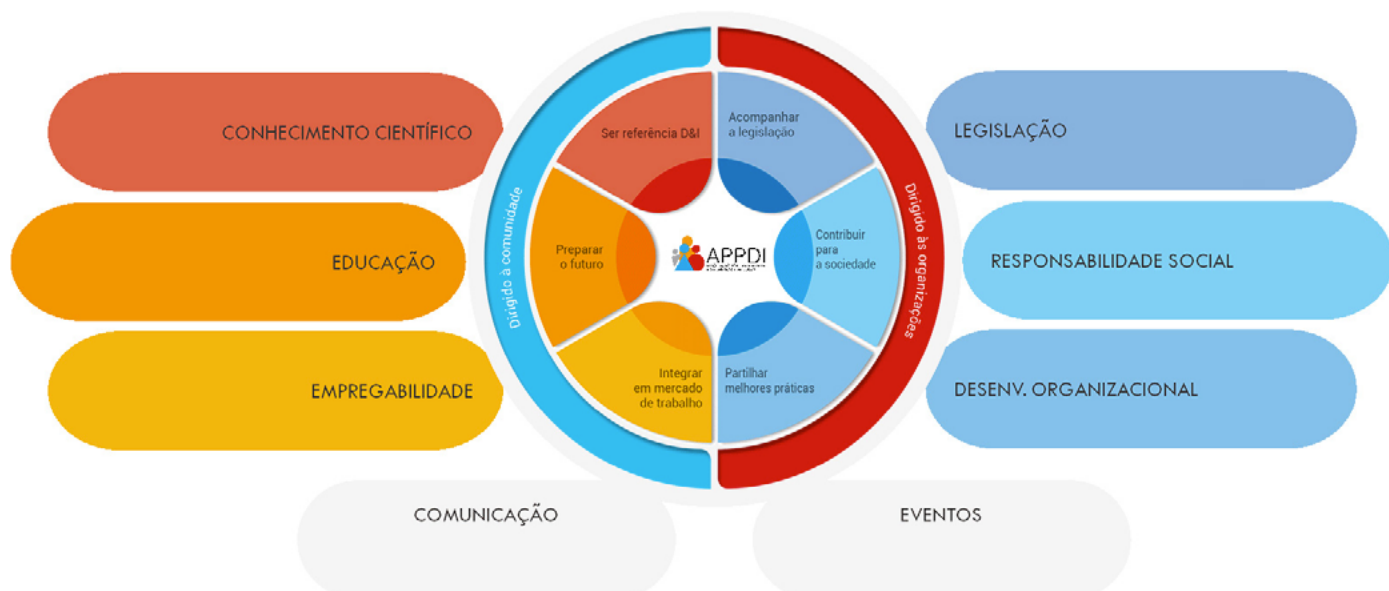 CONHECIMENTO CIENTÍFICO
EDUCAÇÃO
EMPREGABILIDADE
Dirigido à comunidade
Ser referência D&I
Preparar
o futuro
Integrar
em mercado
de trabalho
APPDI
Acompanhar
a legislação
Contribuir
para
a sociedade
Partilhar
melhores práticas
Dirigido às organizações
LEGISLAÇÃO
RESPONSABILIDADE SOCIAL
DESENV. ORGANIZACIONAL
COMUNICAÇÃO
EVENTOS